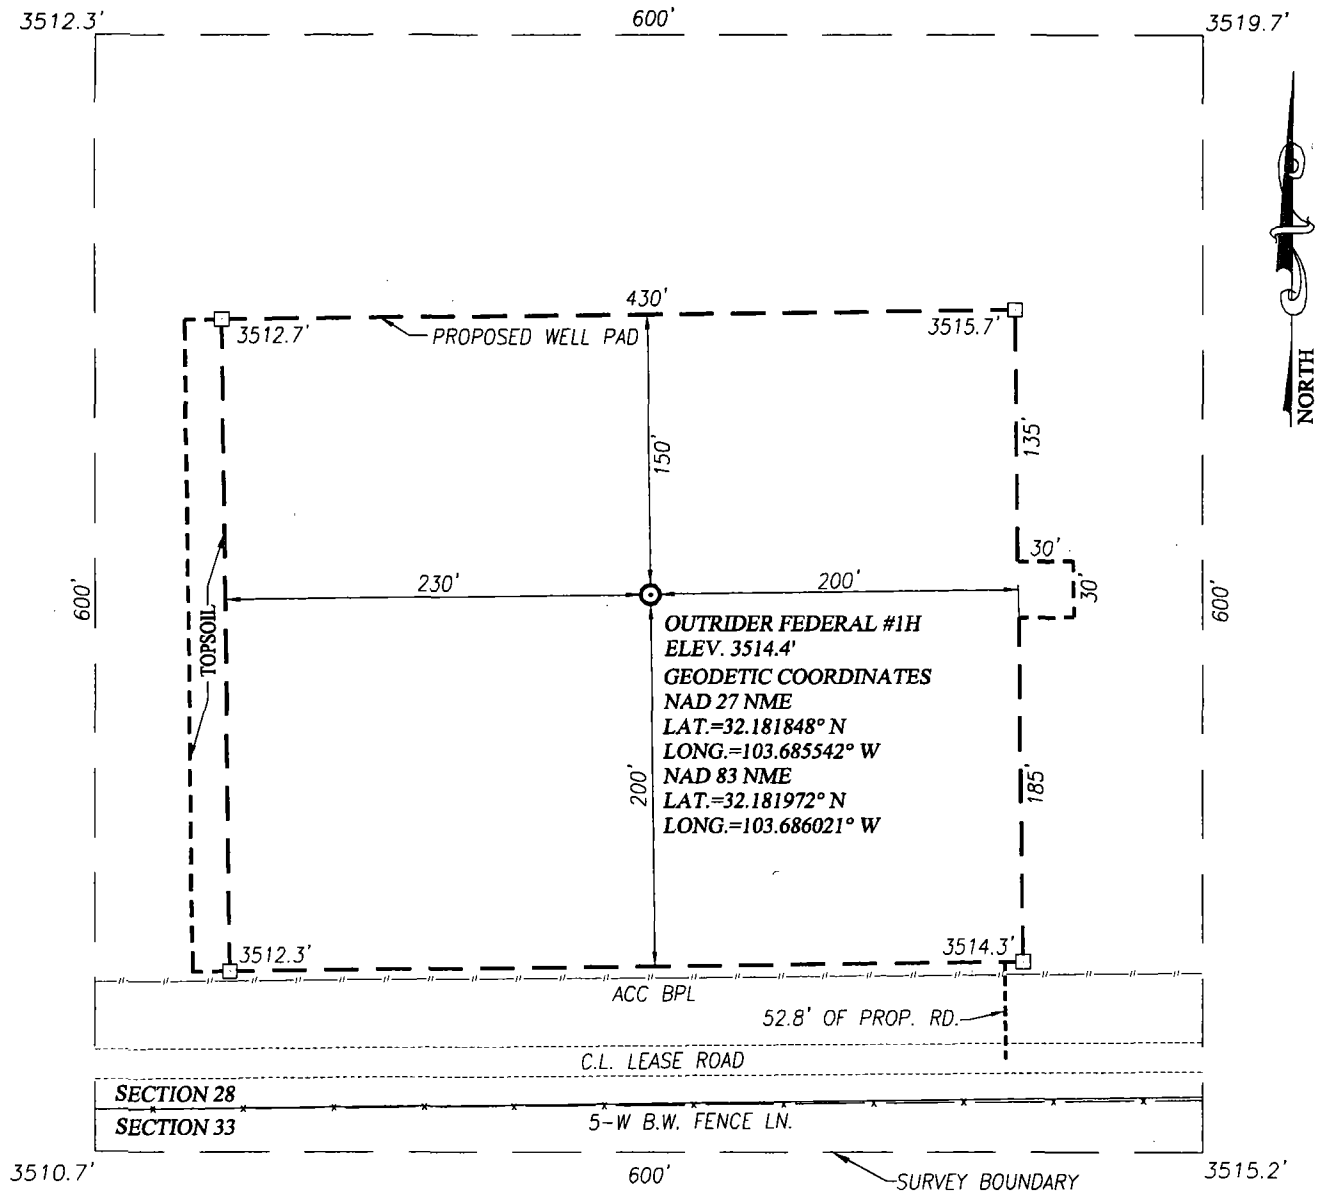 3512.3'
600'
3519.7'
430'
3512.7'
PROPOSED WELL PAD
3515.7'
NORTH
135'
150'
30'
30'
230'
200'
600'
600'
TOPSOIL
OUTRIDER FEDERAL #1H
ELEV. 3514.4'
GEODETIC COORDINATES
NAD 27 NME
LAT.=32.181848° N
LONG.=103.685542° W
NAD 83 NME
LAT.=32.181972° N
LONG.=103.686021° W
200'
185'
3512.3'
3514.3'
ACC BPL
52.8' OF PROP. RD.
C.L. LEASE ROAD
SECTION 28
SECTION 33
5-W B.W. FENCE LN.
3510.7'
600'
SURVEY BOUNDARY
3515.2'